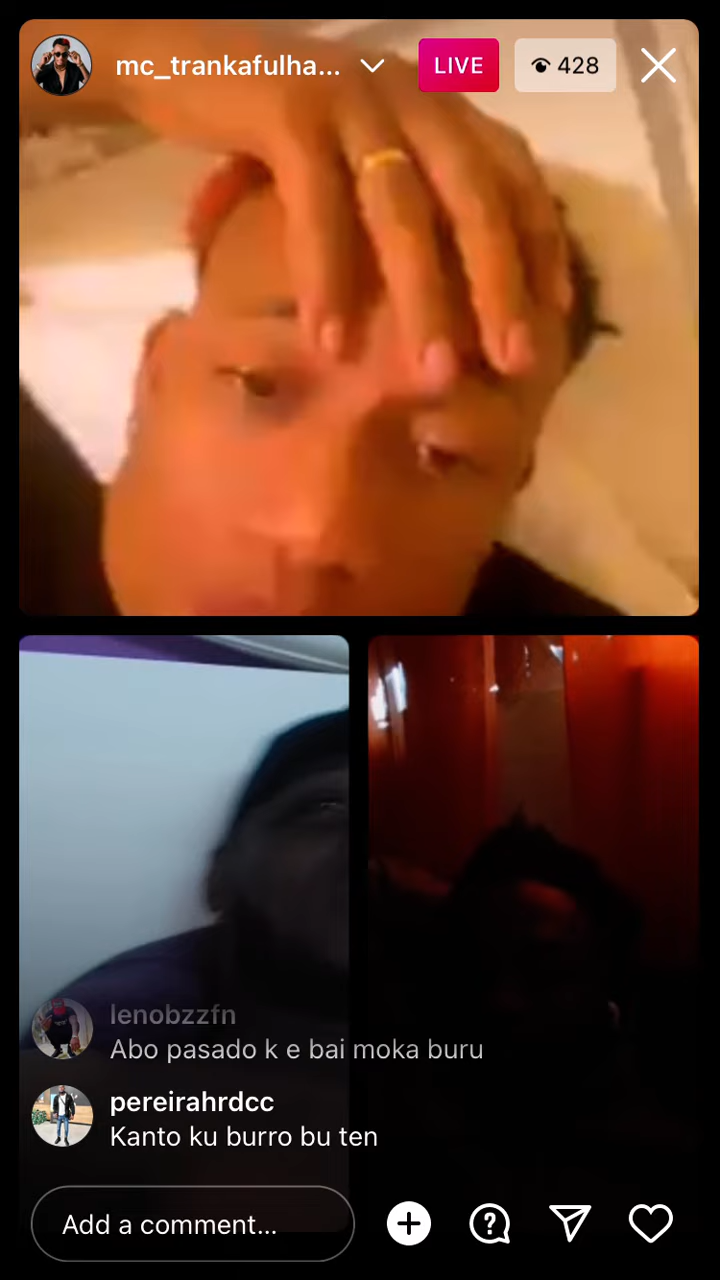 mc_trankafulha...
LIVE
428
lenobzzfn
Abo pasado k e bai moka buru
pereirahrdcc
Kanto ku burro bu ten
Add a comment...